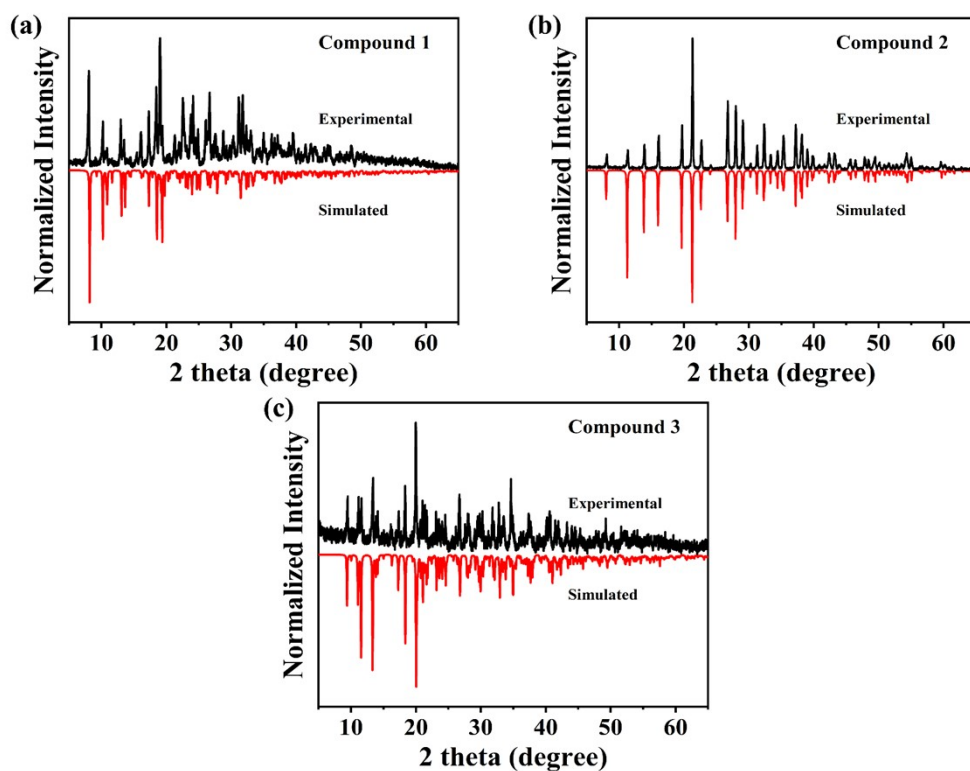 (a)
Compound 1
Experimental
Simulated
Normalized Intensity
10 20 30 40 50 60
2 theta (degree)
(b)
Compound 2
Experimental
Simulated
Normalized Intensity
10 20 30 40 50 60
2 theta (degree)
(c)
Compound 3
Experimental
Simulated
Normalized Intensity
10 20 30 40 50 60
2 theta (degree)